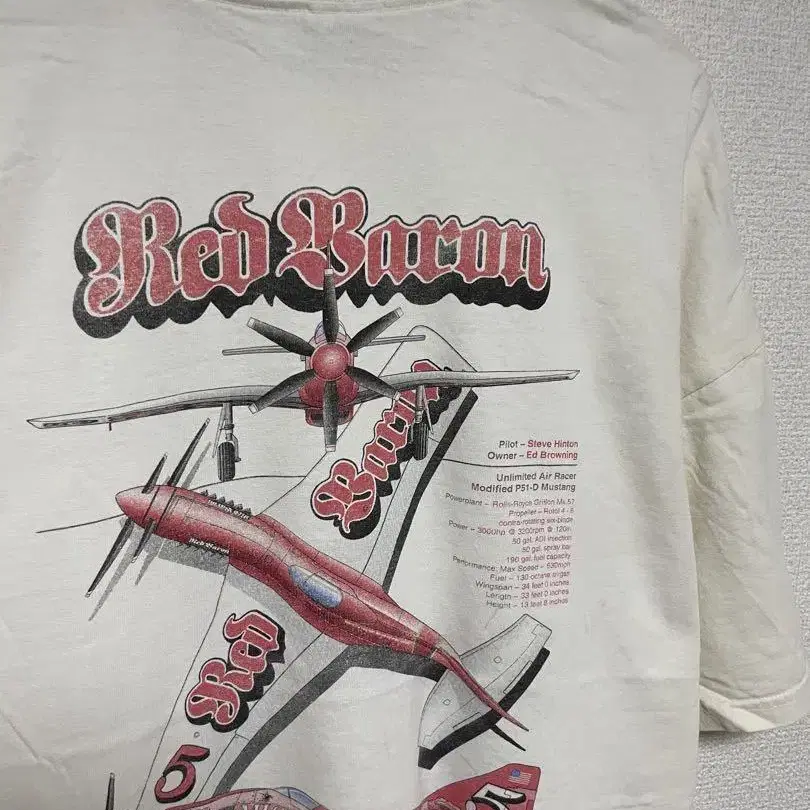 Red Baron
Baron
Pilot – Steve Hinton
Owner – Ed Browning
Unlimited Air Racer
Modified P51-D Mustang
Powerplant – Rolls-Royce Griffon Mk.57
Propeller – Rotol 4 - 6
contra-rotating six-blade
Power – 3000hp @ 3200rpm @ 120in.
50 gal. ADI injection
50 gal. spray bar
190 gal. fuel capacity
Performance: Max Speed – 530mph
Fuel – 130 octane
Wingspan – 34 feet 0 inches
Length – 33 feet 0 inches
Height – 13 feet 8 inches
Red Baron
Red
5
5